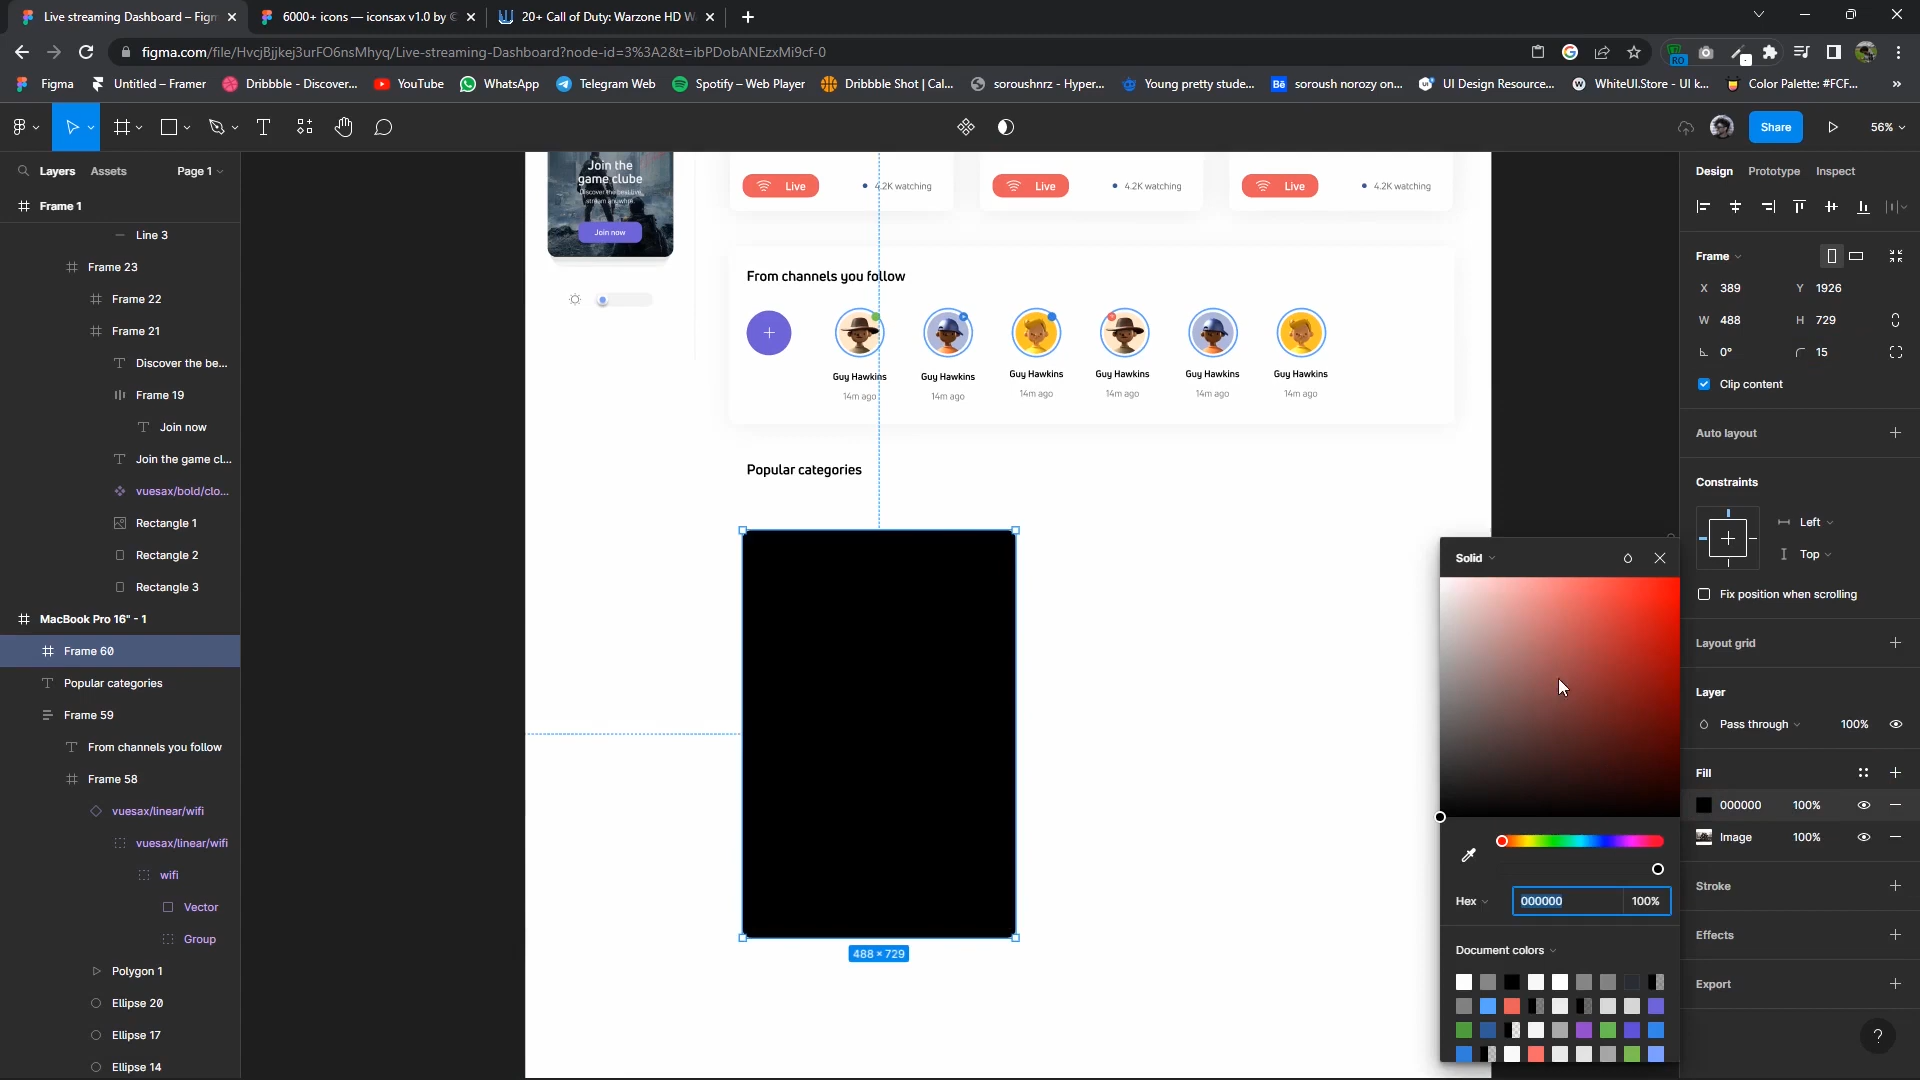 Live streaming Dashboard – Figm
6000+ icons — iconsax v1.0 by
20+ Call of Duty: Warzone HD W
figma.com/file/HvcjBjjkej3urFO6nsMhyq/Live-streaming-Dashboard?node-id=3%3A2&t=ibPDobANEzxMi9cf-0
RO
Figma
Untitled – Framer
Dribbble - Discover...
YouTube
WhatsApp
Telegram Web
Spotify – Web Player
Dribbble Shot | Cal...
soroushnrz - Hyper...
Young pretty stude...
Bē
soroush norozy on...
UI Design Resource...
WhiteUI.Store - UI k...
Color Palette: #FCF...
»
Share
56%
Layers
Assets
Page 1
Frame 1
Line 3
Frame 23
Frame 22
Frame 21
Discover the be...
Frame 19
Join now
Join the game cl...
vuesax/bold/clo...
Rectangle 1
Rectangle 2
Rectangle 3
MacBook Pro 16" - 1
Frame 60
Popular categories
Frame 59
From channels you follow
Frame 58
vuesax/linear/wifi
vuesax/linear/wifi
wifi
Vector
Group
Polygon 1
Ellipse 20
Ellipse 17
Ellipse 14
Join the
game clube
Discover the best live
stream anywhre.
Join now
Live
4.2K watching
Live
4.2K watching
Live
4.2K watching
From channels you follow
Guy Hawkins
Guy Hawkins
Guy Hawkins
Guy Hawkins
Guy Hawkins
Guy Hawkins
14m ago
14m ago
14m ago
14m ago
14m ago
14m ago
Popular categories
488 × 729
Solid
Hex
000000
100%
Document colors
Design
Prototype
Inspect
Frame
X 389
Y 1926
W 488
H 729
0°
15
Clip content
Auto layout
Constraints
Left
Top
Fix position when scrolling
Layout grid
Layer
Pass through
100%
Fill
000000
100%
Image
100%
Stroke
Effects
Export
?